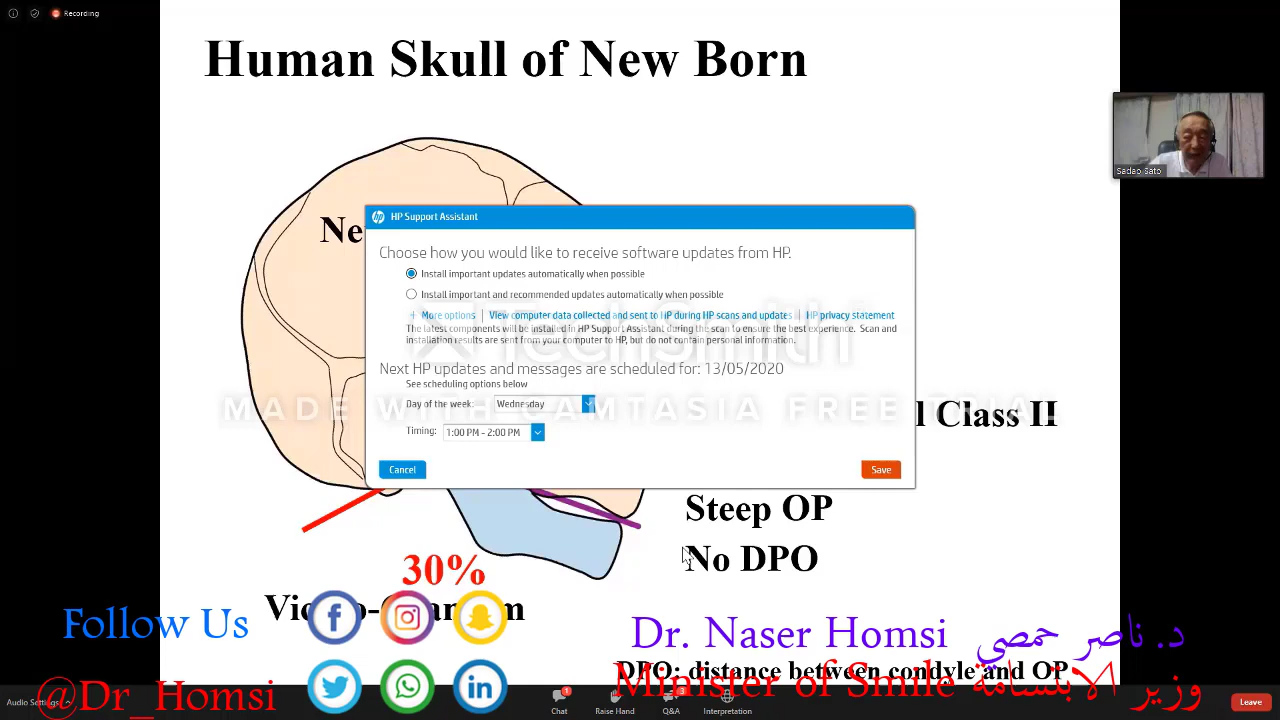 Recording
Human Skull of New Born
Sadao Sato
HP Support Assistant
Choose how you would like to receive software updates from HP.
Install important updates automatically when possible
Install important and recommended updates automatically when possible
+ More options | View computer data collected and sent to HP during HP scans and updates | HP privacy statement
The latest components will be installed in HP Support Assistant during the scan to ensure the best experience. Scan and
installation results are sent from your computer to HP, but do not contain personal information.
TechSmith
Next HP updates and messages are scheduled for: 13/05/2020
See scheduling options below
Day of the week: Wednesday
MADE WITH CAMTASIA FREE TRIAL
l Class II
Timing: 1:00 PM - 2:00 PM
Cancel
Save
Steep OP
No DPO
30%
Follow Us
Dr. Naser Homsi د. ناصر حمصي
DPO: distance between condyle and OP
Minister of Smile وزير الابتسامة
@Dr_Homsi
Audio Settings
Chat 1
Raise Hand
Q&A 3
Interpretation
Leave